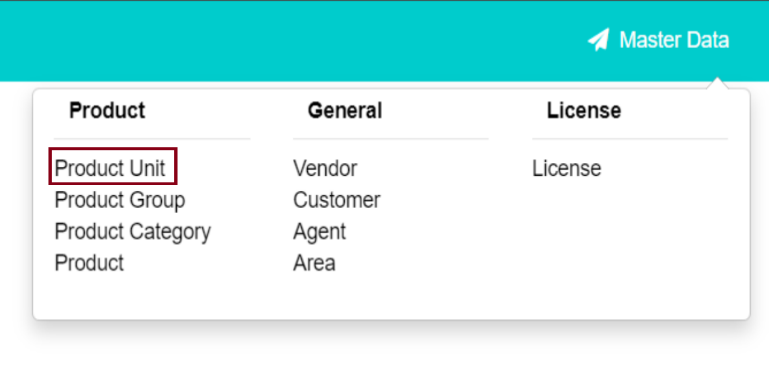 Master Data
Product General License
Product Unit Vendor License
Product Group Customer
Product Category Agent
Product Area